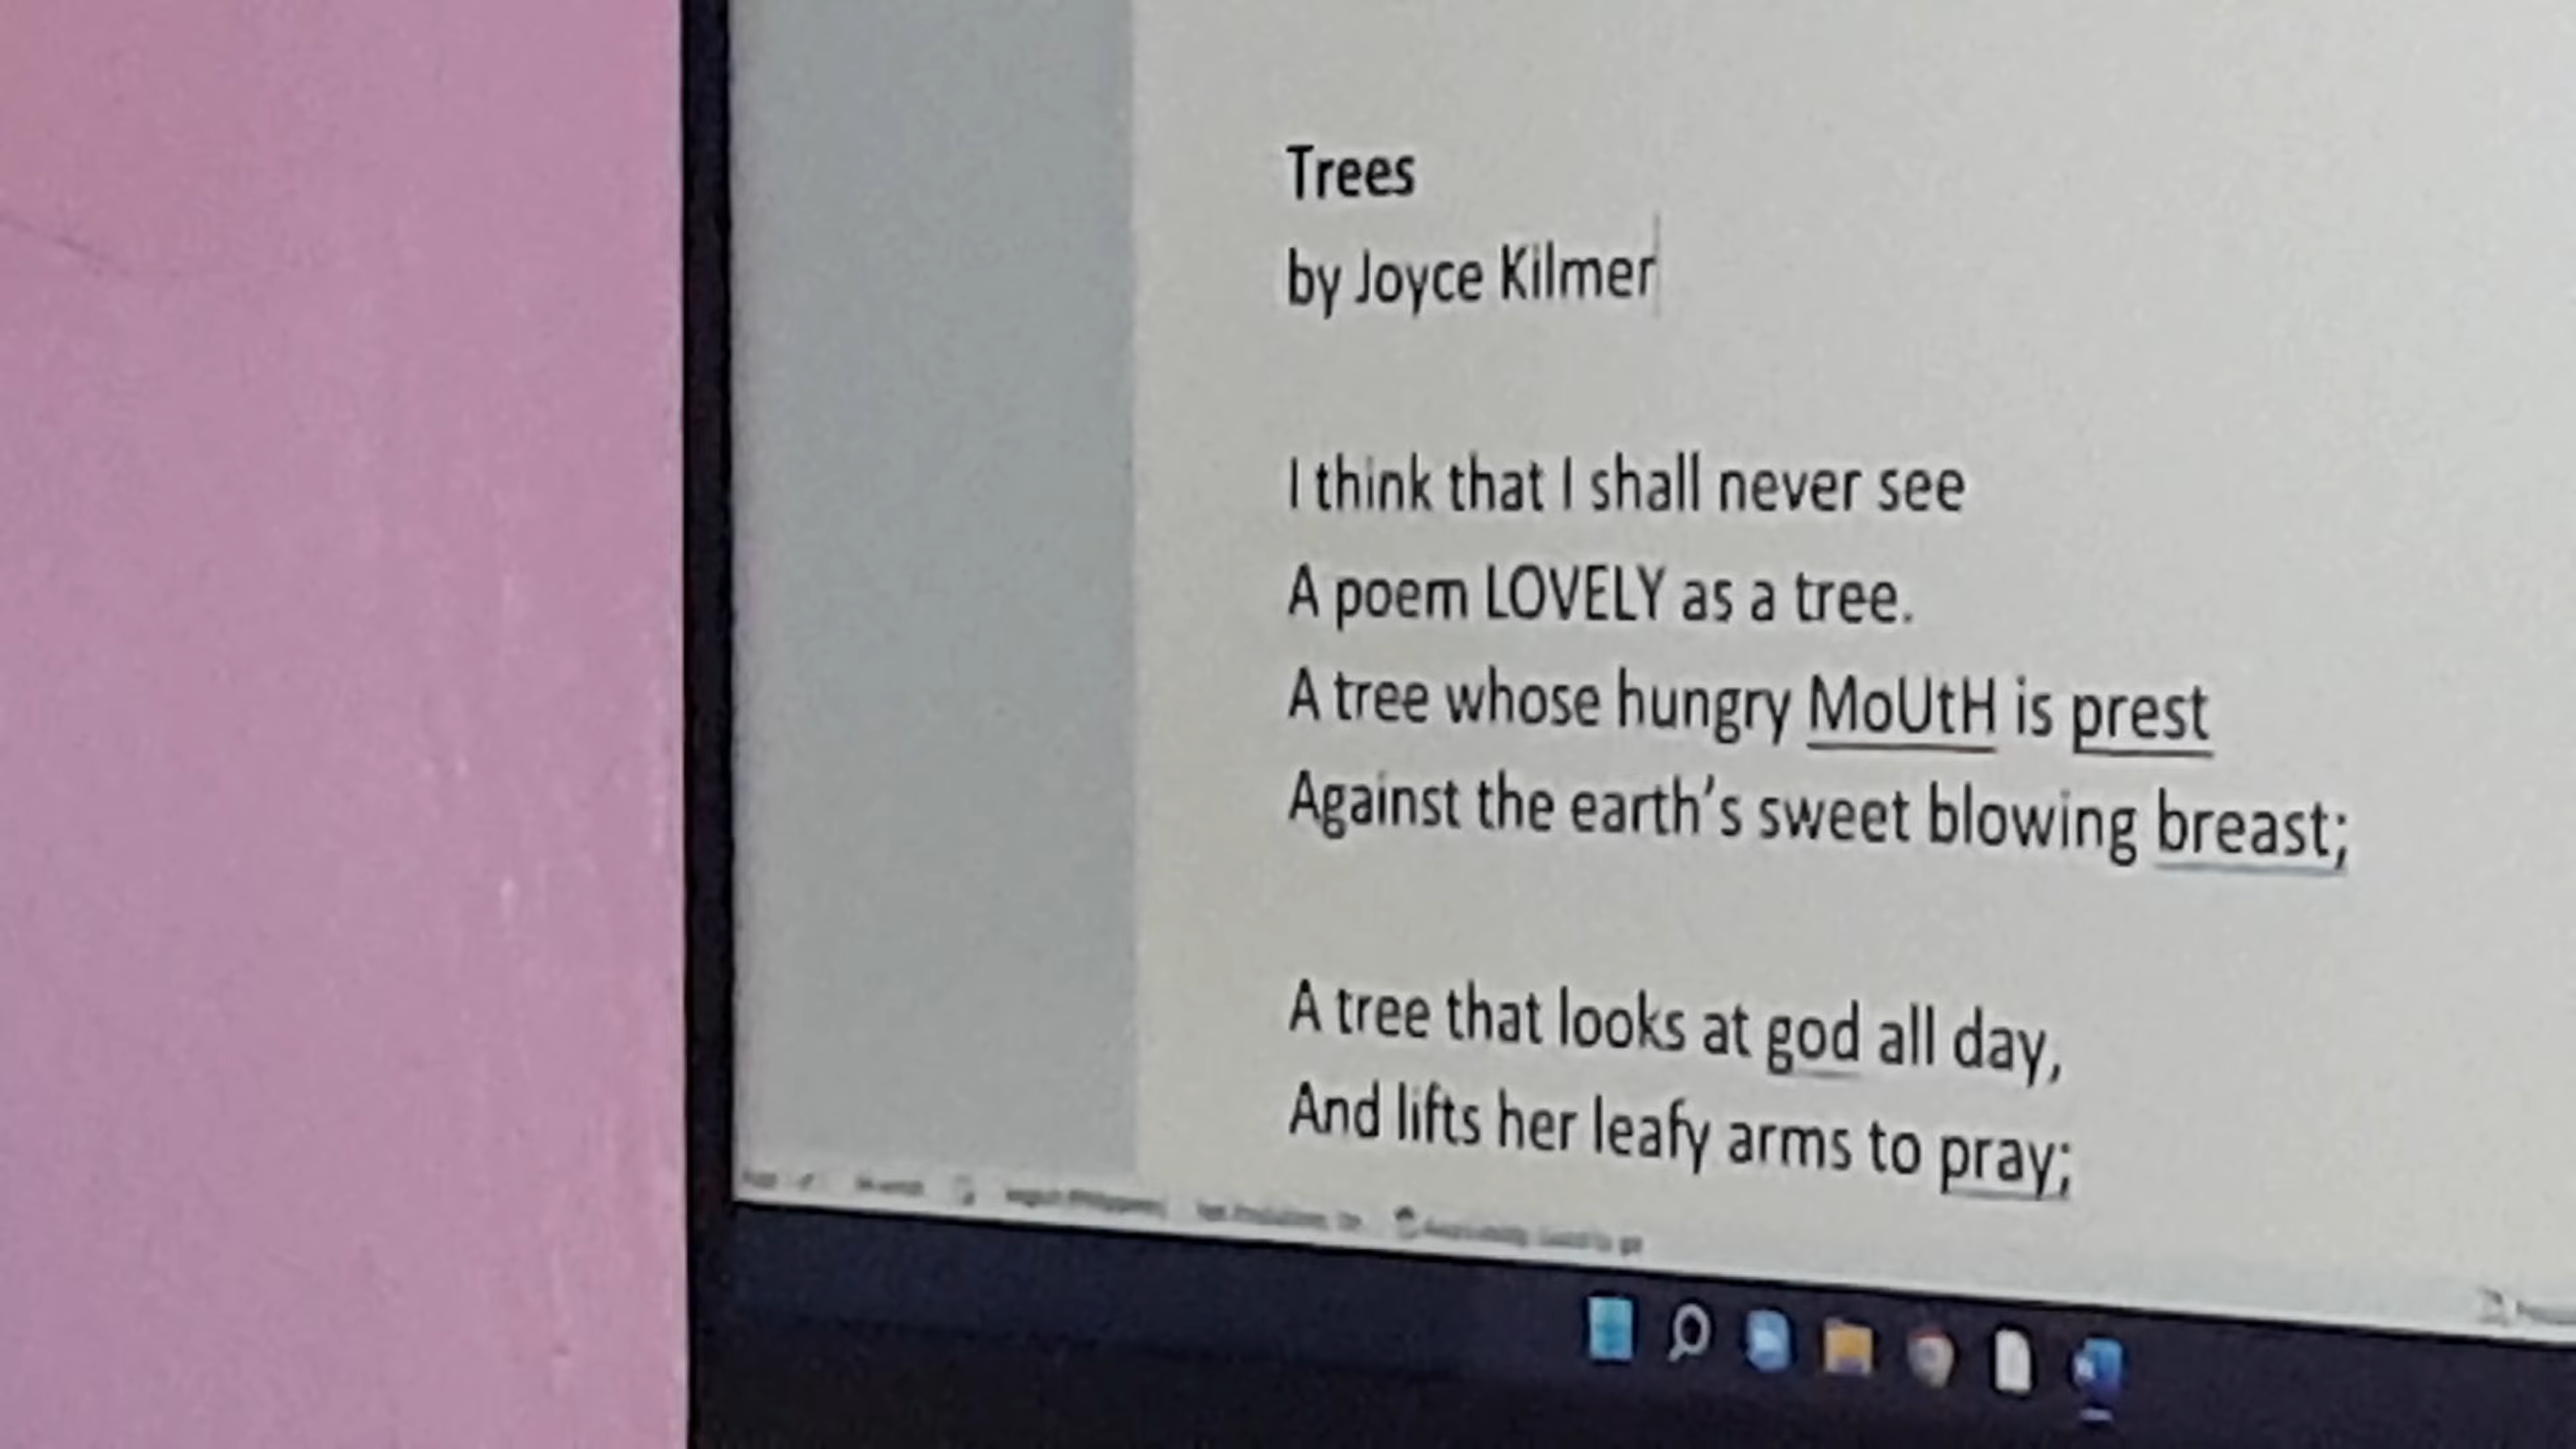 Trees
by Joyce Kilmer
I think that I shall never see
A poem LOVELY as a tree.
A tree whose hungry MoUtH is prest
Against the earth's sweet blowing breast;
A tree that looks at god all day,
And lifts her leafy arms to pray;